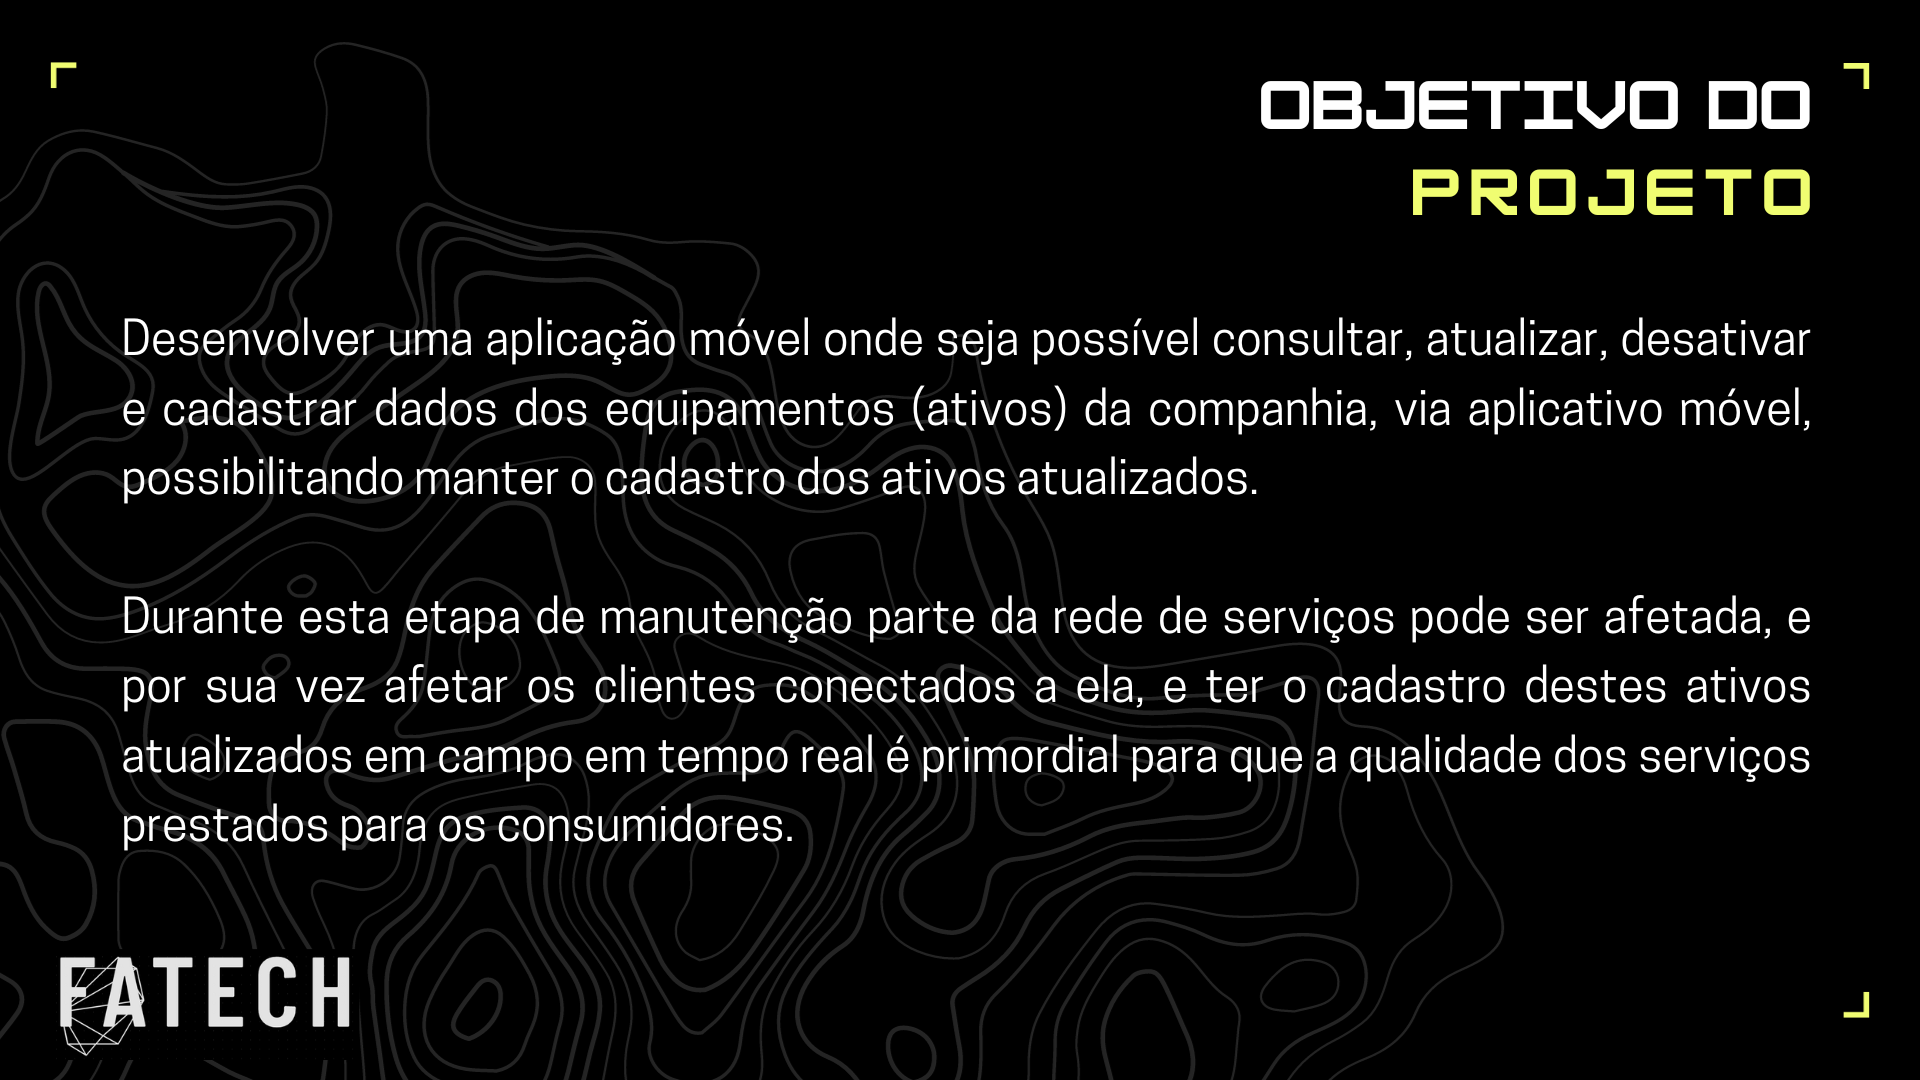 OBJETIVO DO
PROJETO
Desenvolver uma aplicação móvel onde seja possível consultar, atualizar, desativar
e cadastrar dados dos equipamentos (ativos) da companhia, via aplicativo móvel,
possibilitando manter o cadastro dos ativos atualizados.
Durante esta etapa de manutenção parte da rede de serviços pode ser afetada, e
por sua vez afetar os clientes conectados a ela, e ter o cadastro destes ativos
atualizados em campo em tempo real é primordial para que a qualidade dos serviços
prestados para os consumidores.
FATECH